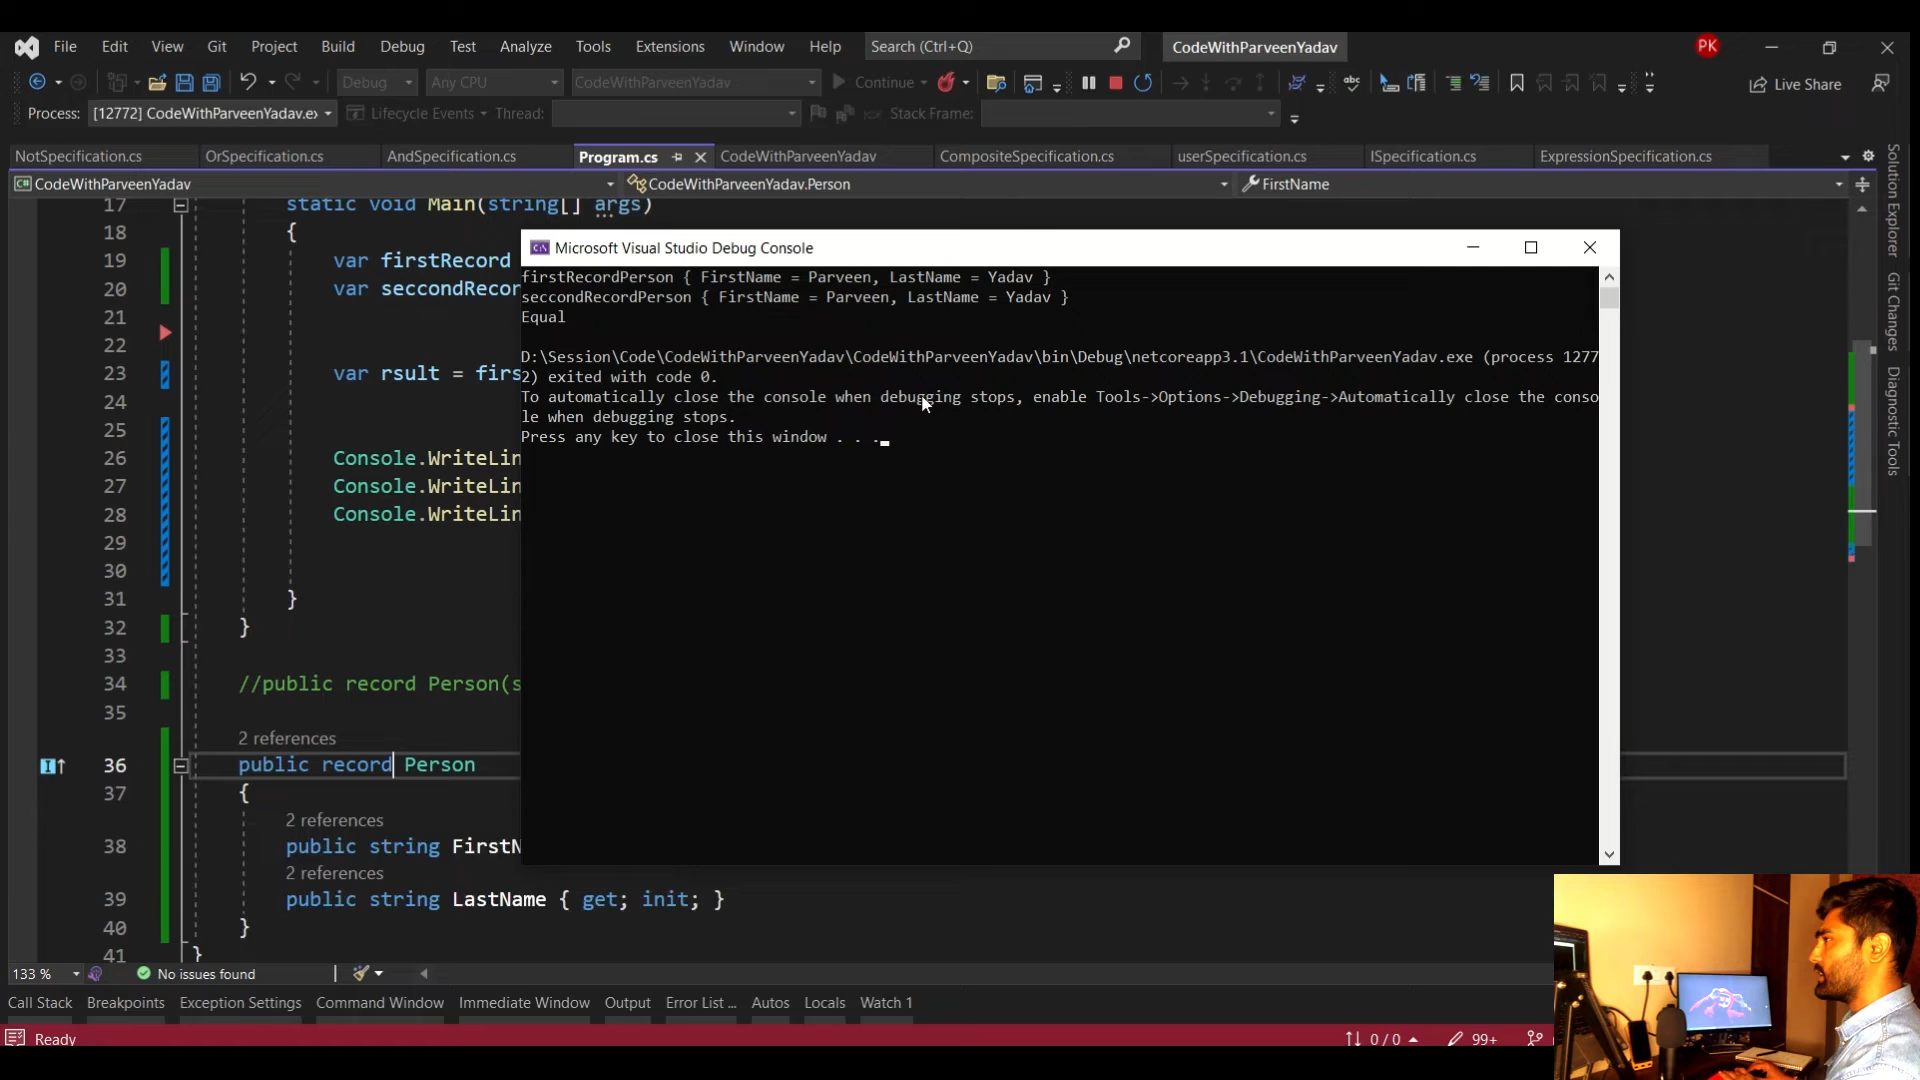 File Edit View Git Project Build Debug Test Analyze Tools Extensions Window Help Search (Ctrl+Q) CodeWithParveenYadav PK
Debug Any CPU CodeWithParveenYadav Continue Live Share
Process: [12772] CodeWithParveenYadav.ex Lifecycle Events Thread: Stack Frame:
NotSpecification.cs OrSpecification.cs AndSpecification.cs Program.cs CodeWithParveenYadav CompositeSpecification.cs userSpecification.cs ISpecification.cs ExpressionSpecification.cs
C# CodeWithParveenYadav CodeWithParveenYadav.Person FirstName
17 static void Main(string[] args)
18 {
19 var firstRecord
20 var seccondRecor
21
22
23 var rsult = firs
24
25
26 Console.WriteLin
27 Console.WriteLin
28 Console.WriteLin
29
30
31 }
32 }
33
34 //public record Person(s
35
2 references
36 public record Person
37 {
2 references
38 public string FirstN
2 references
39 public string LastName { get; init; }
40 }
41 }
Microsoft Visual Studio Debug Console
firstRecordPerson { FirstName = Parveen, LastName = Yadav }
seccondRecordPerson { FirstName = Parveen, LastName = Yadav }
Equal
D:\Session\Code\CodeWithParveenYadav\CodeWithParveenYadav\bin\Debug\netcoreapp3.1\CodeWithParveenYadav.exe (process 1277
2) exited with code 0.
To automatically close the console when debugging stops, enable Tools->Options->Debugging->Automatically close the conso
le when debugging stops.
Press any key to close this window . . .
Solution Explorer
Git Changes
Diagnostic Tools
133 % No issues found
Call Stack Breakpoints Exception Settings Command Window Immediate Window Output Error List ... Autos Locals Watch 1
Ready 0 / 0 99+